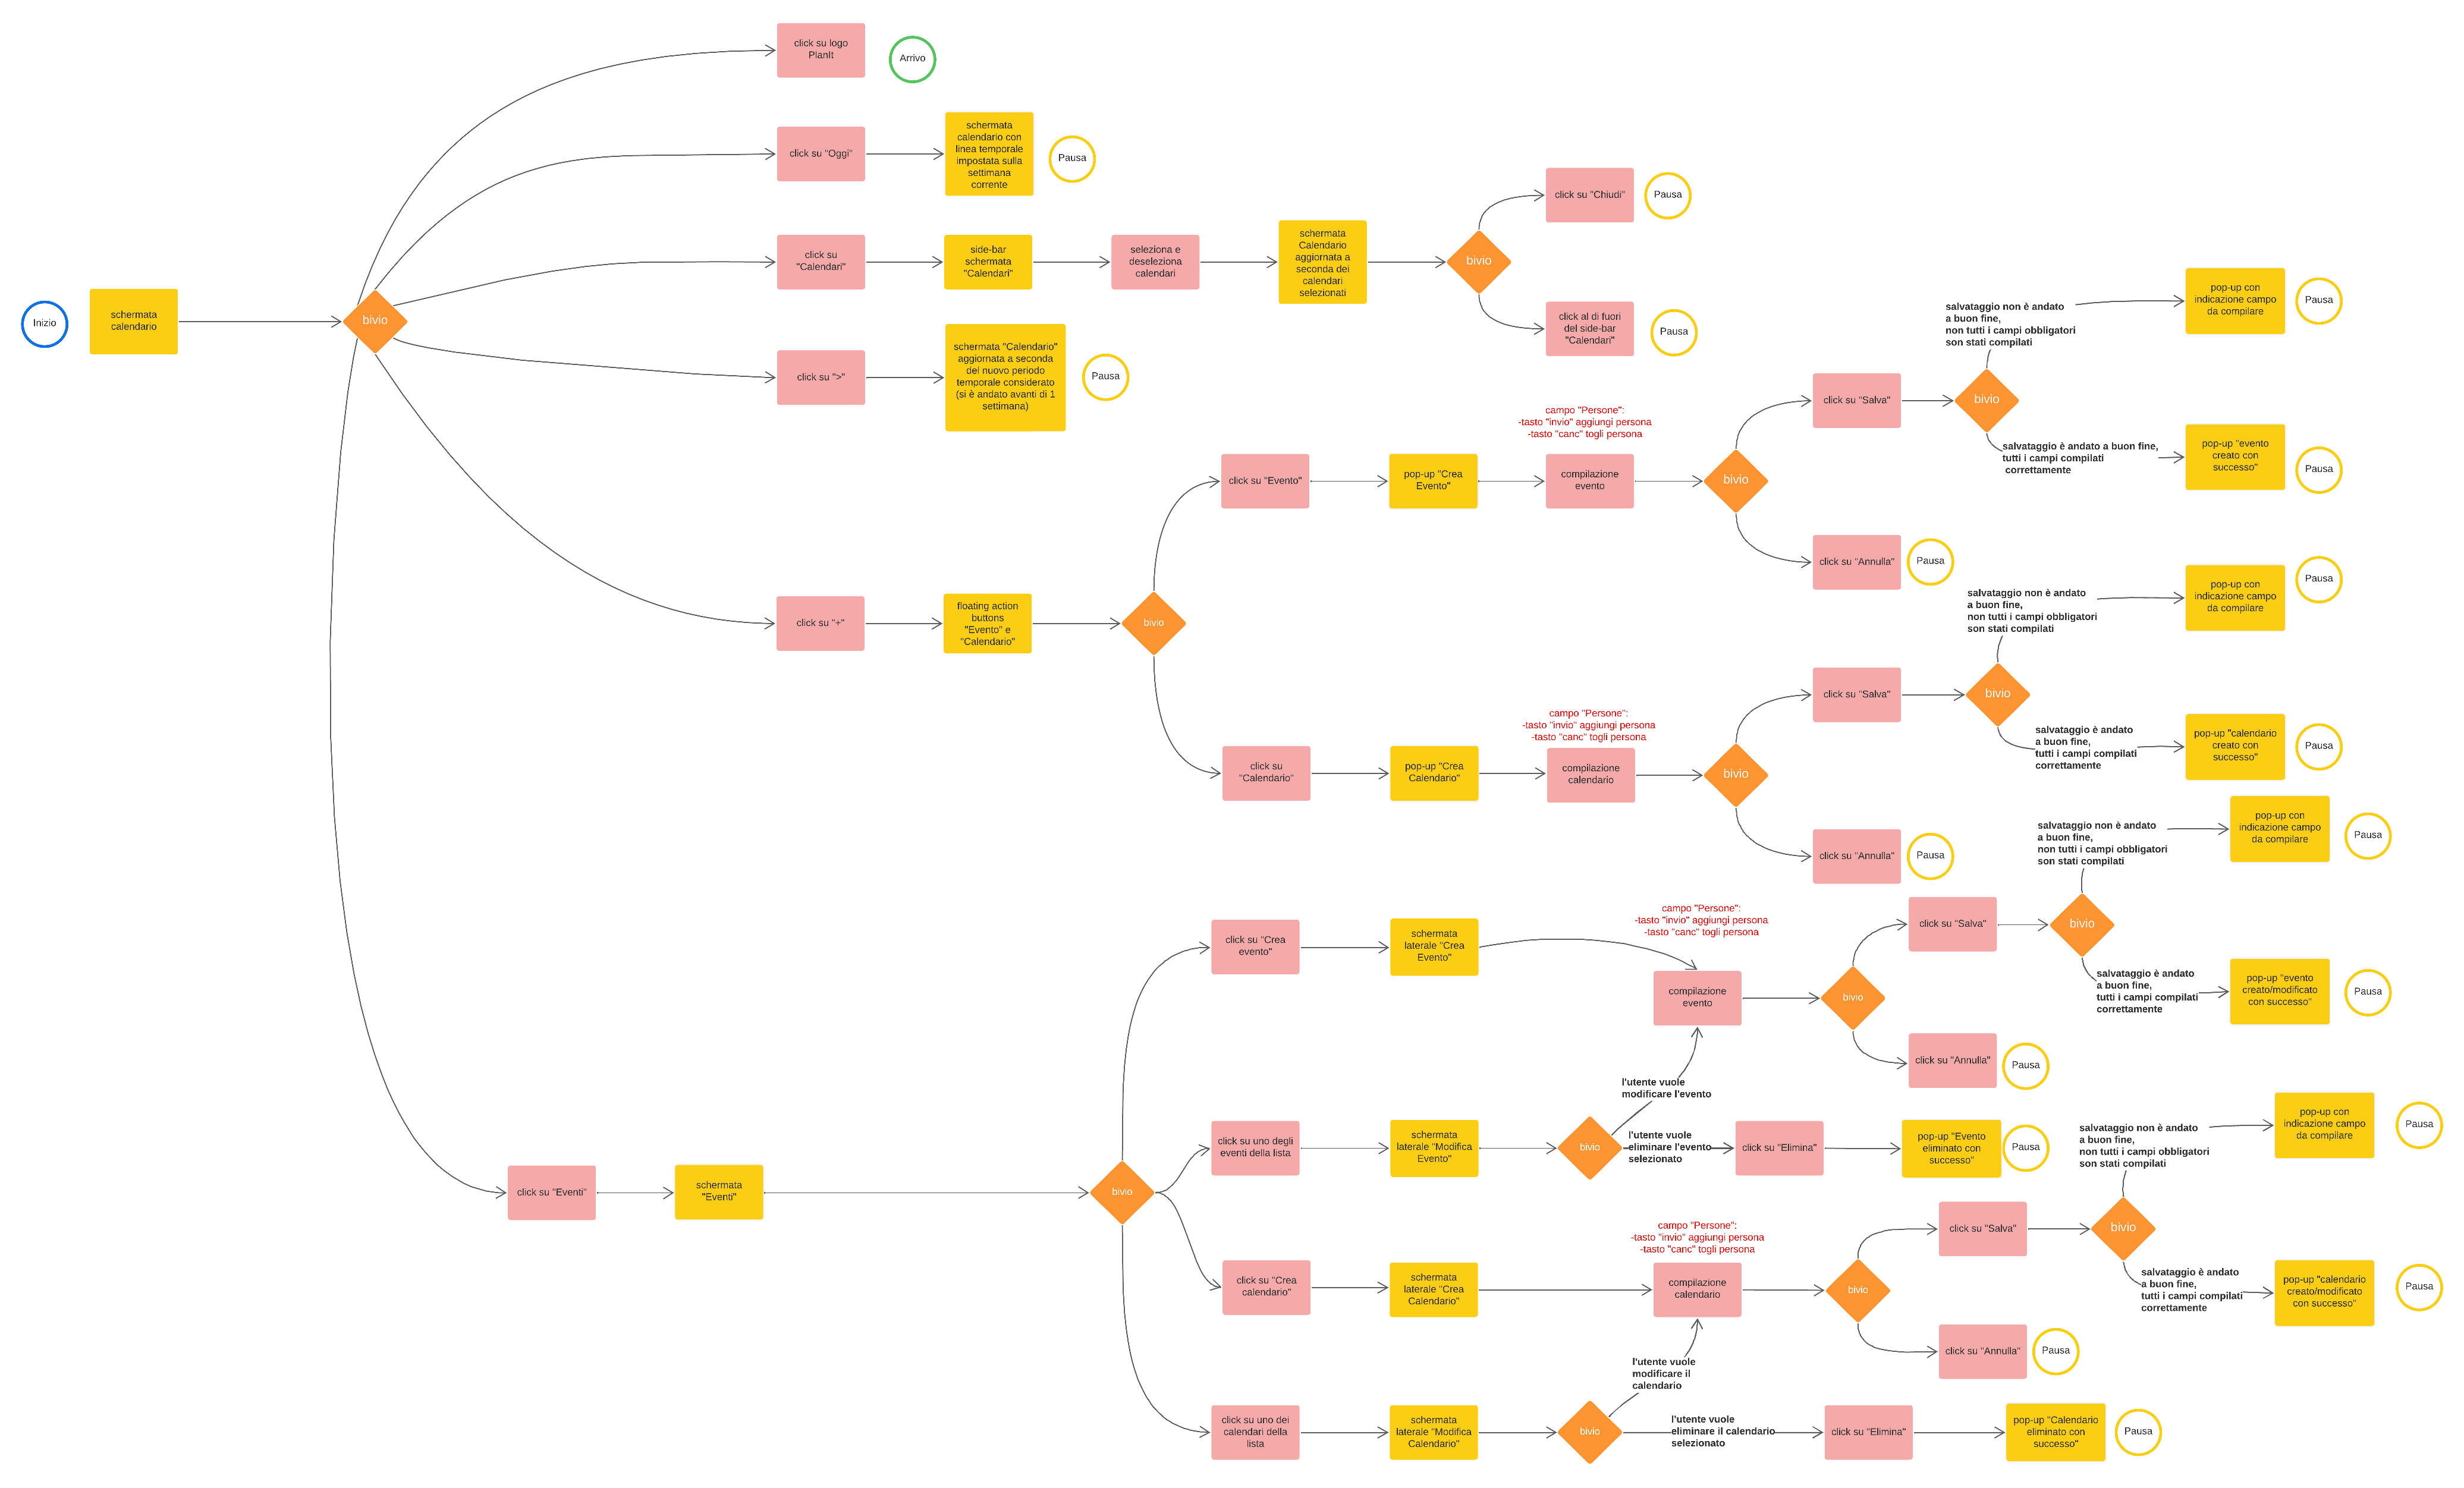 click su logo
PlanIt
Arrivo
click su "Oggi"
schermata
calendario con
linea temporale
impostata sulla
settimana
corrente
Pausa
click su
"Calendari"
side-bar
schermata
"Calendari"
seleziona e
deseleziona
calendari
schermata
Calendario
aggiornata a
seconda dei
calendari
selezionati
bivio
click su "Chiudi"
Pausa
click al di fuori
del side-bar
"Calendari"
Pausa
Inizio
schermata
calendario
bivio
click su ">"
schermata "Calendario"
aggiornata a seconda
del nuovo periodo
temporale considerato
(si è andato avanti di 1
settimana)
Pausa
click su "+"
floating action
buttons
"Evento" e
"Calendario"
bivio
click su "Evento"
pop-up "Crea
Evento"
campo "Persone":
-tasto "invio" aggiungi persona
-tasto "canc" togli persona
compilazione
evento
bivio
click su "Salva"
bivio
salvataggio non è andato
a buon fine,
non tutti i campi obbligatori
son stati compilati
pop-up con
indicazione campo
da compilare
Pausa
salvataggio è andato a buon fine,
tutti i campi compilati
correttamente
pop-up "evento
creato con
successo"
Pausa
click su "Annulla"
Pausa
click su
"Calendario"
pop-up "Crea
Calendario"
campo "Persone":
-tasto "invio" aggiungi persona
-tasto "canc" togli persona
compilazione
calendario
bivio
click su "Salva"
bivio
salvataggio non è andato
a buon fine,
non tutti i campi obbligatori
son stati compilati
pop-up con
indicazione campo
da compilare
Pausa
salvataggio è andato
a buon fine,
tutti i campi compilati
correttamente
pop-up "calendario
creato con
successo"
Pausa
click su "Annulla"
Pausa
click su "Eventi"
schermata
"Eventi"
bivio
click su "Crea
evento"
schermata
laterale "Crea
Evento"
campo "Persone":
-tasto "invio" aggiungi persona
-tasto "canc" togli persona
compilazione
evento
bivio
click su "Salva"
bivio
salvataggio non è andato
a buon fine,
non tutti i campi obbligatori
son stati compilati
pop-up con
indicazione campo
da compilare
Pausa
salvataggio è andato
a buon fine,
tutti i campi compilati
correttamente
pop-up "evento
creato/modificato
con successo"
Pausa
click su "Annulla"
Pausa
click su uno degli
eventi della lista
schermata
laterale "Modifica
Evento"
bivio
l'utente vuole
modificare l'evento
l'utente vuole
eliminare l'evento
selezionato
click su "Elimina"
pop-up "Evento
eliminato con
successo"
Pausa
click su "Crea
calendario"
schermata
laterale "Crea
Calendario"
campo "Persone":
-tasto "invio" aggiungi persona
-tasto "canc" togli persona
compilazione
calendario
bivio
click su "Salva"
bivio
salvataggio non è andato
a buon fine,
non tutti i campi obbligatori
son stati compilati
pop-up con
indicazione campo
da compilare
Pausa
salvataggio è andato
a buon fine,
tutti i campi compilati
correttamente
pop-up "calendario
creato/modificato
con successo"
Pausa
click su "Annulla"
Pausa
click su uno dei
calendari della
lista
schermata
laterale "Modifica
Calendario"
bivio
l'utente vuole
modificare il
calendario
l'utente vuole
eliminare il calendario
selezionato
click su "Elimina"
pop-up "Calendario
eliminato con
successo"
Pausa